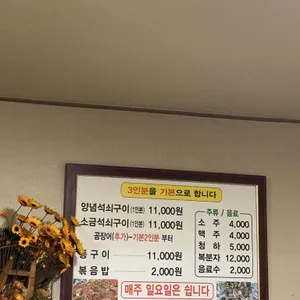 3인분을 기본으로 합니다
양념석쇠구이(1인분) 11,000원
소금석쇠구이(1인분) 11,000원
곰장어(추가)-기본2인분 부터
구이 11,000원
볶음밥 2,000원
주류 / 음료
소주 4,000
맥주 4,000
청하 5,000
복분자 12,000
음료수 2,000
매주 일요일은 쉽니다